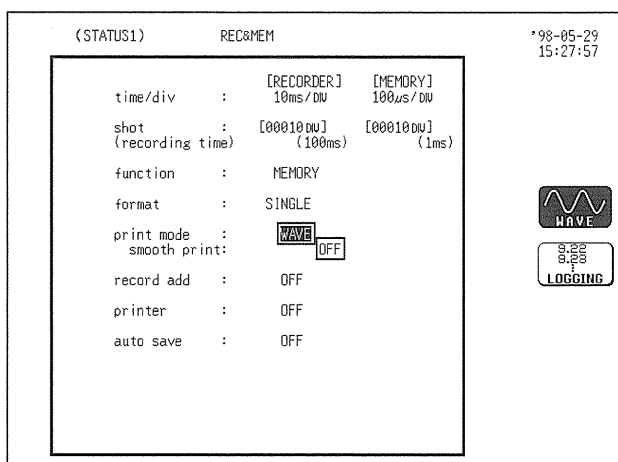 (STATUS1) REC&MEM '98-05-29
15:27:57
[RECORDER] [MEMORY]
time/div : 10ms/DIV 100µs/DIV
shot : [00010DIV] [00010DIV]
(recording time) (100ms) (1ms)
function : MEMORY
format : SINGLE
print mode : WAVE
smooth print: OFF
record add : OFF
printer : OFF
auto save : OFF
WAVE
9.22
9.23
LOGGING